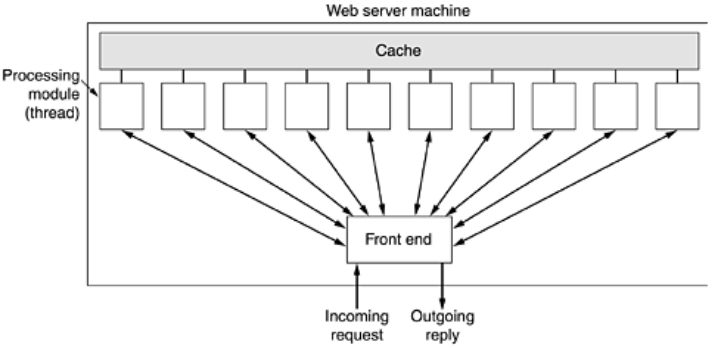 Web server machine
Cache
Processing
module
(thread)
Front end
Incoming
request
Outgoing
reply